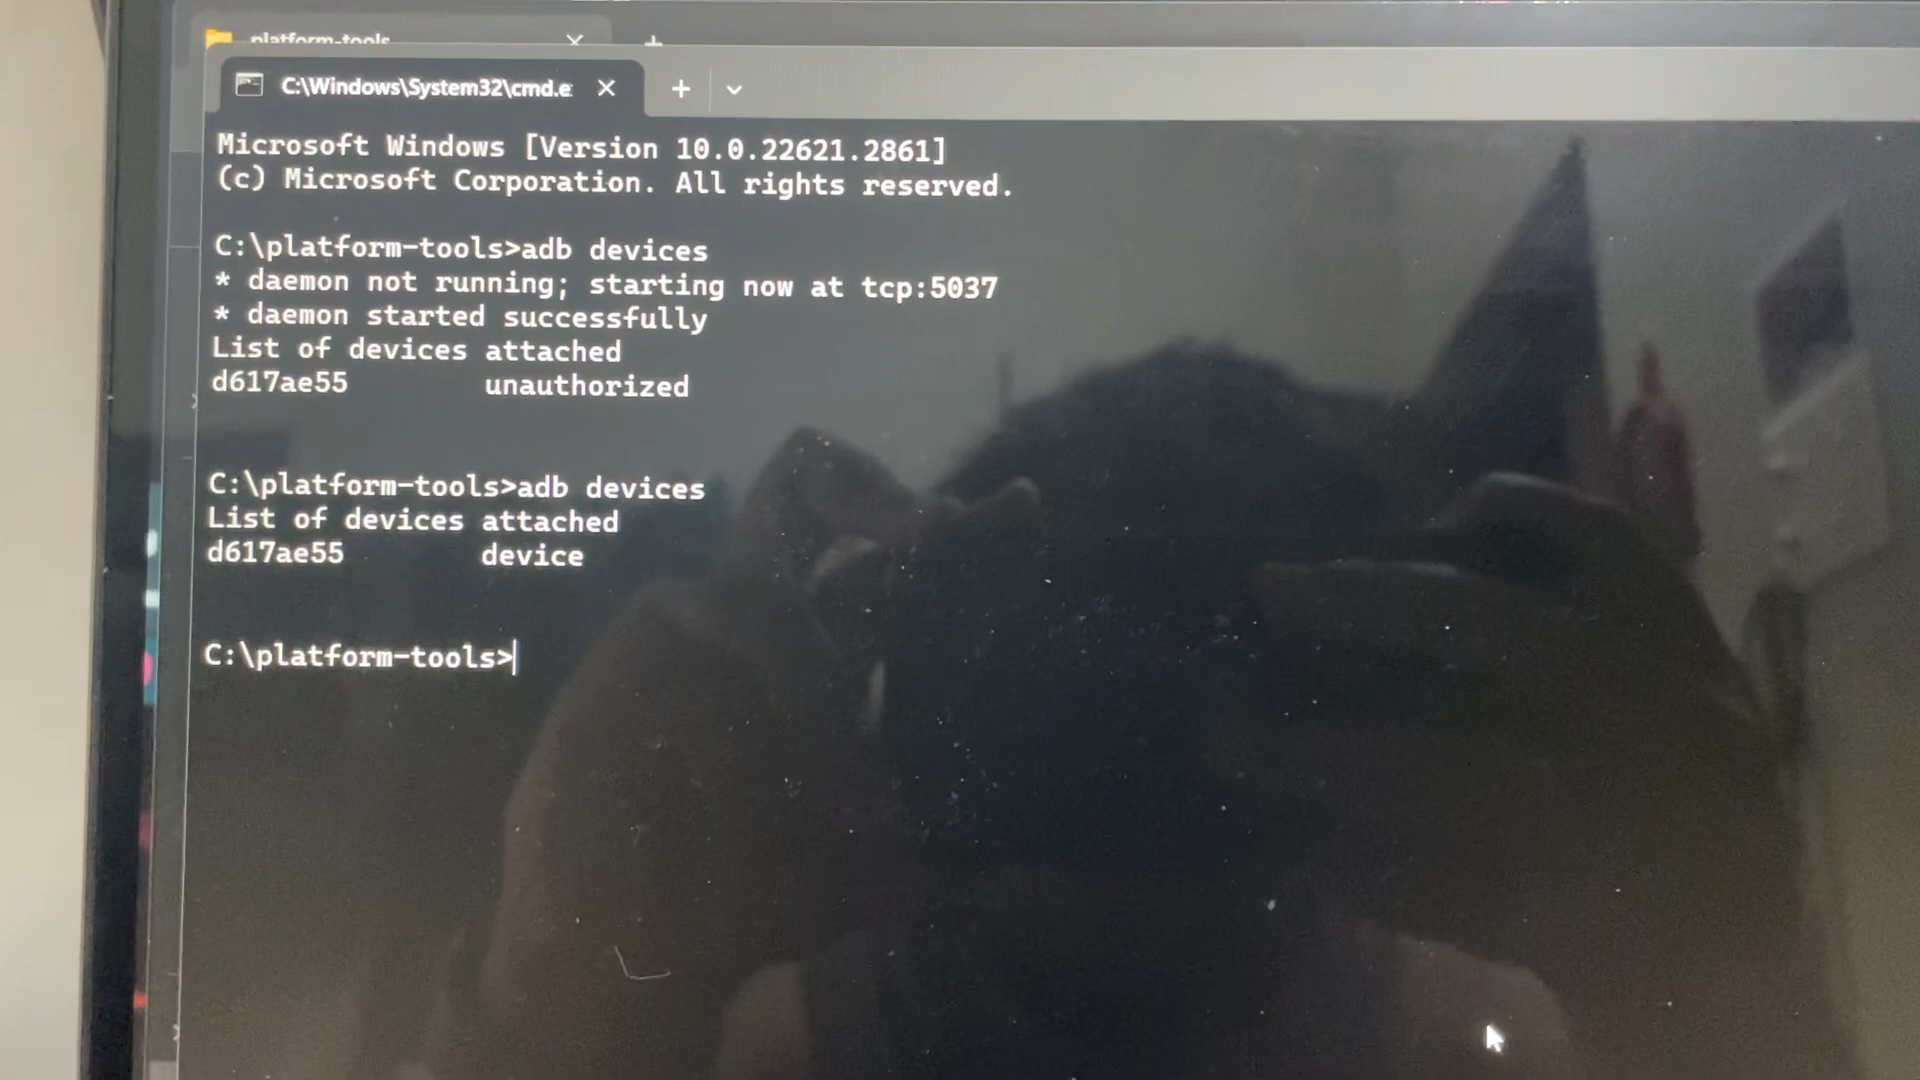 platform-tools
C:\Windows\System32\cmd.e
Microsoft Windows [Version 10.0.22621.2861]
(c) Microsoft Corporation. All rights reserved.
C:\platform-tools>adb devices
* daemon not running; starting now at tcp:5037
* daemon started successfully
List of devices attached
d617ae55        unauthorized
C:\platform-tools>adb devices
List of devices attached
d617ae55        device
C:\platform-tools>